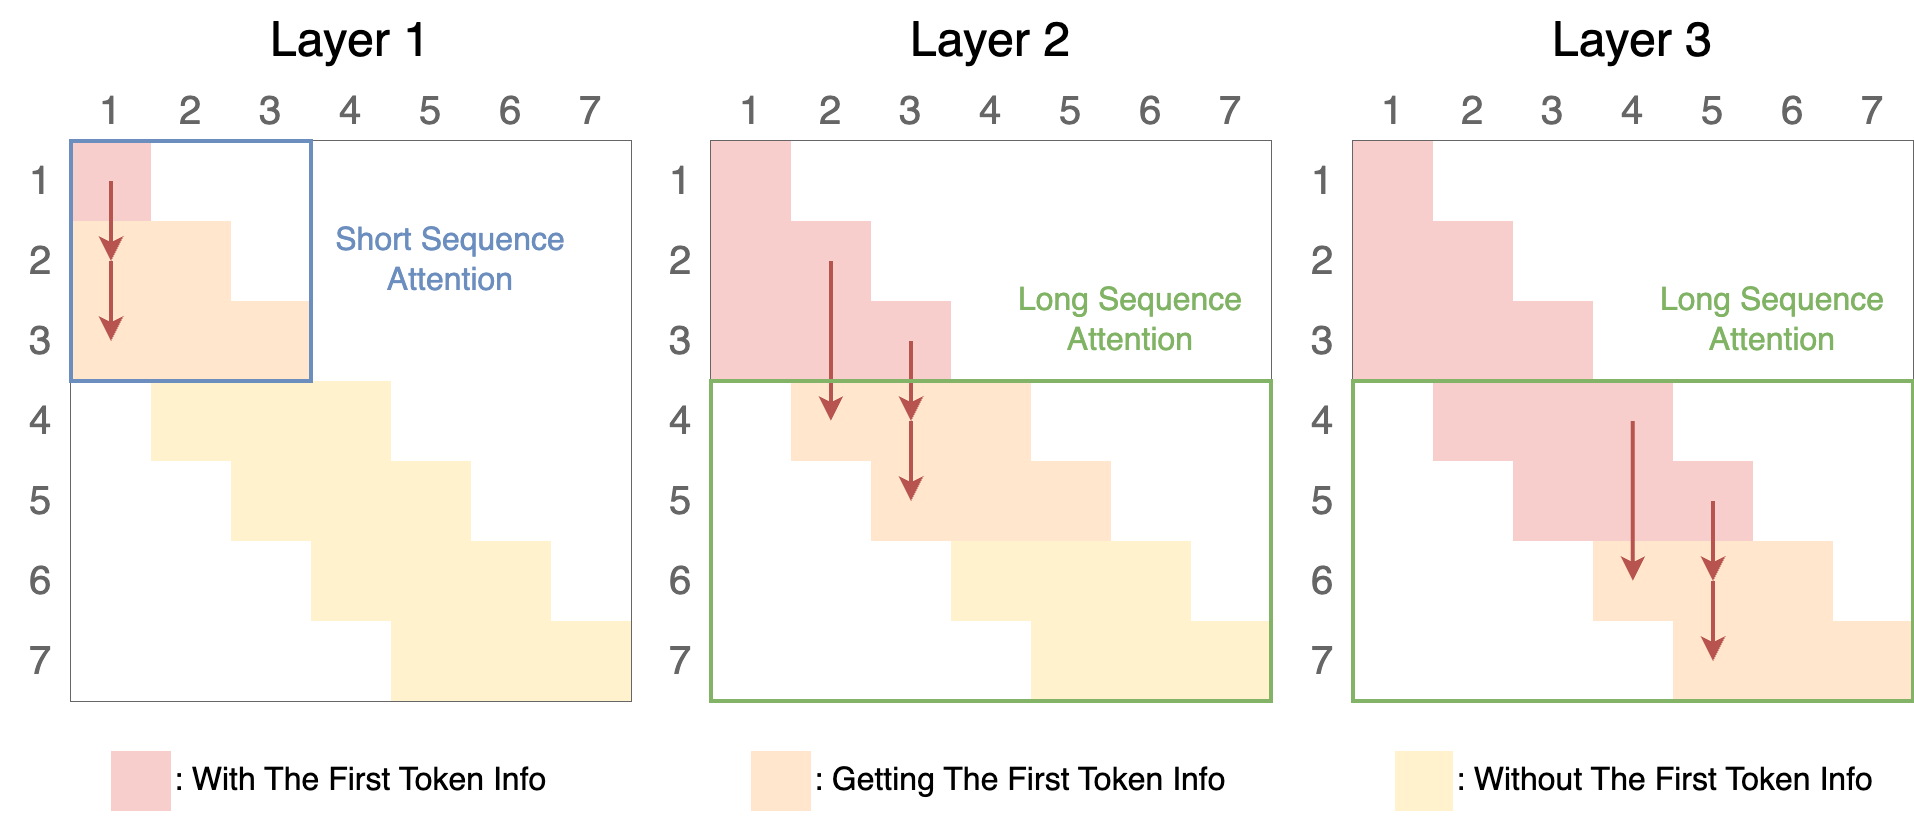 Layer 1
Layer 2
Layer 3
1 2 3 4 5 6 7
1 2 3 4 5 6 7
1 2 3 4 5 6 7
1
2
3
4
5
6
7
Short Sequence
Attention
1
2
3
4
5
6
7
Long Sequence
Attention
1
2
3
4
5
6
7
Long Sequence
Attention
: With The First Token Info
: Getting The First Token Info
: Without The First Token Info